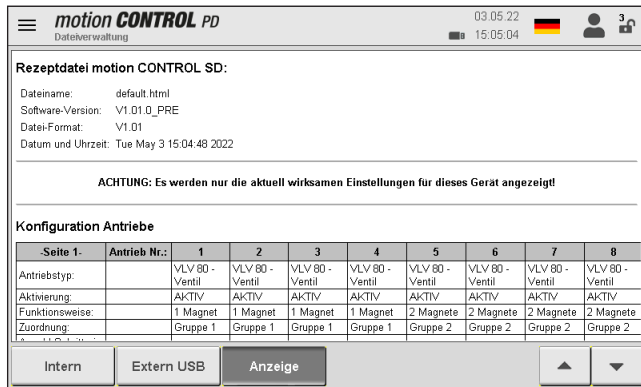 motion CONTROL PD
Dateiverwaltung
03.05.22
15:05:04
3
Rezeptdatei motion CONTROL SD:
Dateiname: default.html
Software-Version: V1.01.0_PRE
Datei-Format: V1.01
Datum und Uhrzeit: Tue May 3 15:04:48 2022
ACHTUNG: Es werden nur die aktuell wirksamen Einstellungen für dieses Gerät angezeigt!
Konfiguration Antriebe
-Seite 1- Antrieb Nr.: 1 2 3 4 5 6 7 8
Antriebstyp: VLV 80 - Ventil VLV 80 - Ventil VLV 80 - Ventil VLV 80 - Ventil VLV 80 - Ventil VLV 80 - Ventil VLV 80 - Ventil VLV 80 - Ventil
Aktivierung: AKTIV AKTIV AKTIV AKTIV AKTIV AKTIV AKTIV AKTIV
Funktionsweise: 1 Magnet 1 Magnet 1 Magnet 1 Magnet 2 Magnete 2 Magnete 2 Magnete 2 Magnete
Zuordnung: Gruppe 1 Gruppe 1 Gruppe 1 Gruppe 1 Gruppe 2 Gruppe 2 Gruppe 2 Gruppe 2
Intern Extern USB Anzeige